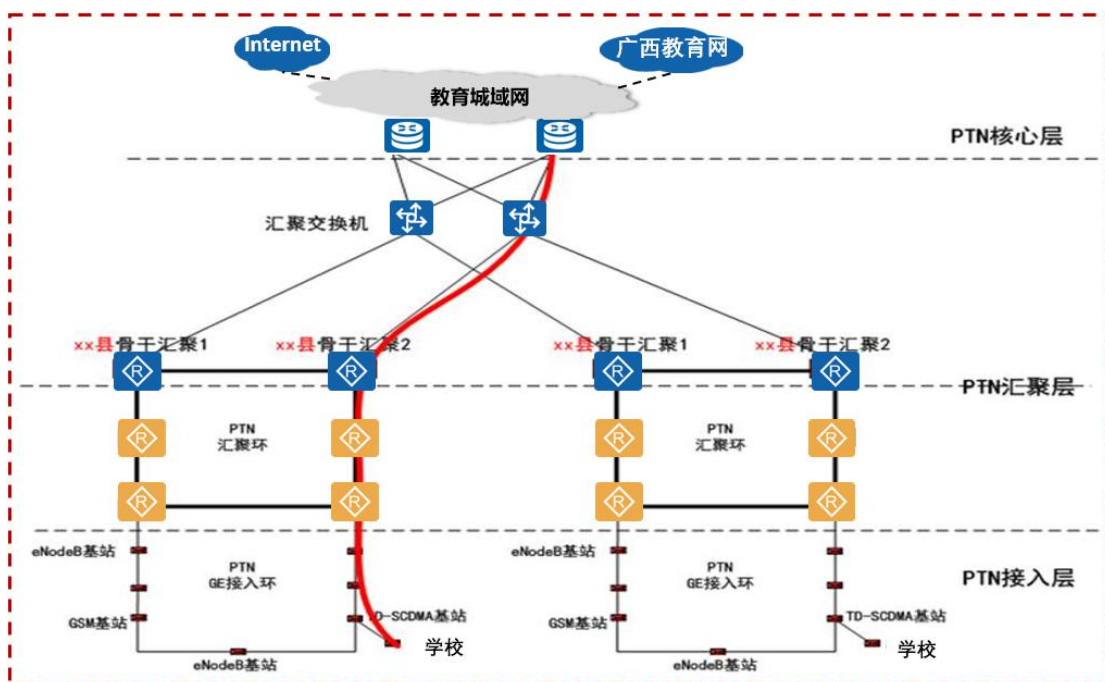 Internet
广西教育网
教育城域网
PTN核心层
汇聚交换机
xx县骨干汇聚1
xx县骨干汇聚2
xx县骨干汇聚1
xx县骨干汇聚2
R
R
R
R
PTN汇聚层
R
PTN
汇聚环
R
R
PTN
汇聚环
R
R
R
R
R
eNodeB基站
PTN
GE接入环
eNodeB基站
PTN
GE接入环
PTN接入层
GSM基站
TD-SCDMA基站
GSM基站
TD-SCDMA基站
学校
学校
eNodeB基站
eNodeB基站